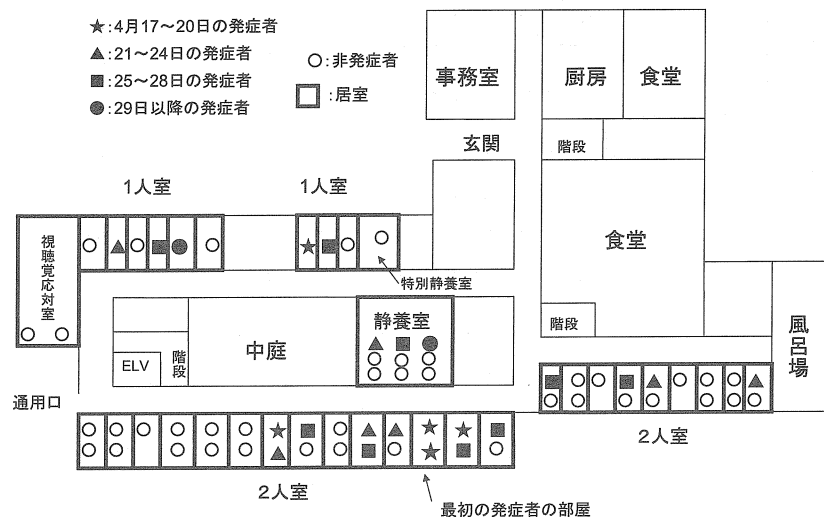 ★:4月17～20日の発症者
▲:21～24日の発症者
■:25～28日の発症者
●:29日以降の発症者
○:非発症者
:居室
事務室
厨房
食堂
玄関
階段
1人室
1人室
視聴覚応対室
食堂
特別静養室
静養室
中庭
ELV
階段
階段
風呂場
通用口
2人室
2人室
最初の発症者の部屋